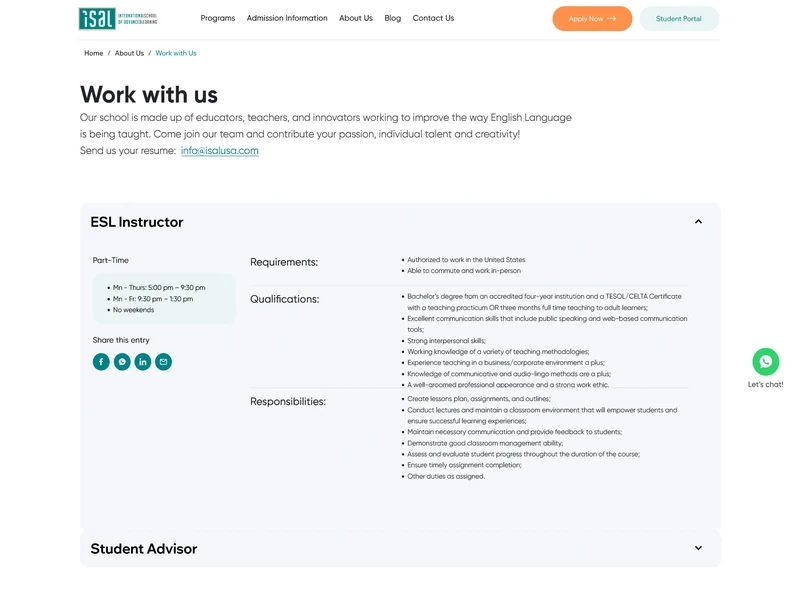 isal INTERNATIONAL SCHOOL
OF ADVANCED LEARNING
Programs Admission Information About Us Blog Contact Us
Apply Now
Student Portal
Home / About Us / Work with Us
Work with us
Our school is made up of educators, teachers, and innovators working to improve the way English Language
is being taught. Come join our team and contribute your passion, individual talent and creativity!
Send us your resume: info@isalusa.com
ESL Instructor
Part-Time
• Mn - Thurs: 5:00 pm – 9:30 pm
• Mn - Fr: 9:30 pm – 1:30 pm
• No weekends
Share this entry
Requirements:
• Authorized to work in the United States
• Able to commute and work in-person
Qualifications:
• Bachelor's degree from an accredited four-year institution and a TESOL/CELTA Certificate
with a teaching practicum OR three months full time teaching to adult learners;
• Excellent communication skills that include public speaking and web-based communication
tools;
• Strong interpersonal skills;
• Working knowledge of a variety of teaching methodologies;
• Experience teaching in a business/corporate environment a plus;
• Knowledge of communicative and audio-lingo methods are a plus;
• A well-groomed professional appearance and a strong work ethic.
Responsibilities:
• Create lessons plan, assignments, and outlines;
• Conduct lectures and maintain a classroom environment that will empower students and
ensure successful learning experiences;
• Maintain necessary communication and provide feedback to students;
• Demonstrate good classroom management ability;
• Assess and evaluate student progress throughout the duration of the course;
• Ensure timely assignment completion;
• Other duties as assigned.
Let's chat!
Student Advisor